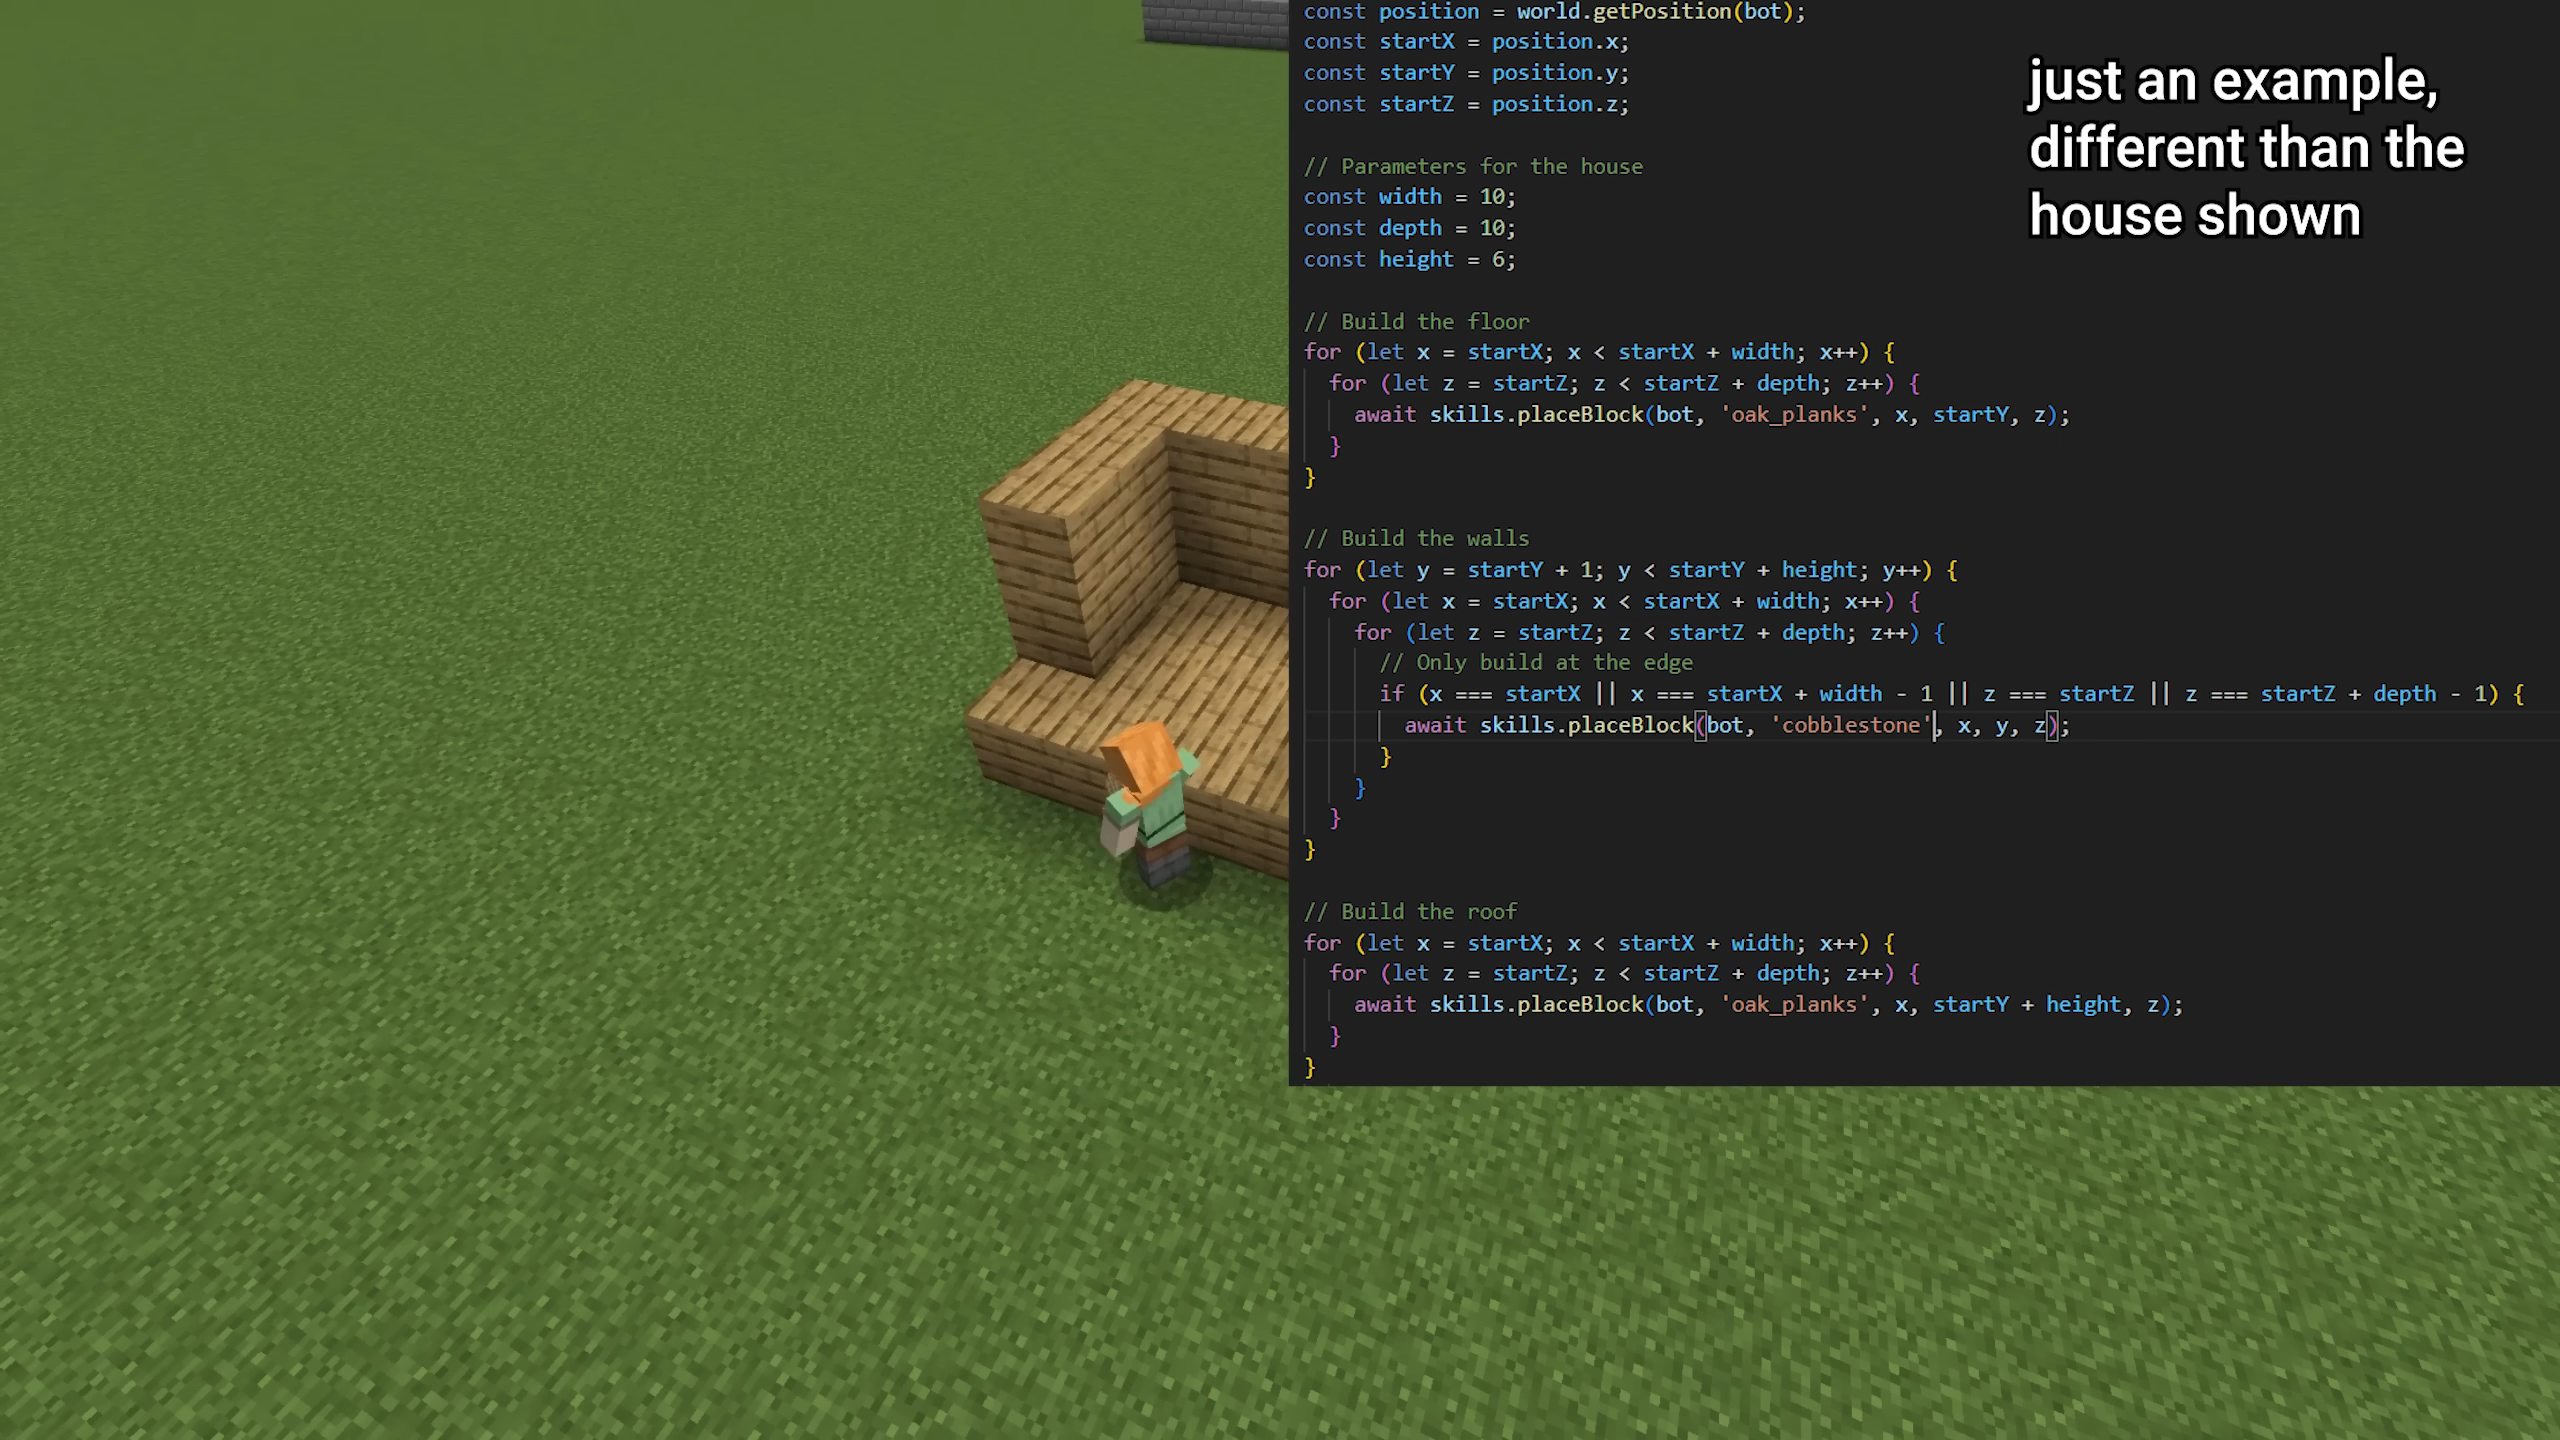 const position = world.getPosition(bot);
const startX = position.x;
const startY = position.y;
const startZ = position.z;
just an example,
different than the
house shown
// Parameters for the house
const width = 10;
const depth = 10;
const height = 6;
// Build the floor
for (let x = startX; x < startX + width; x++) {
for (let z = startZ; z < startZ + depth; z++) {
await skills.placeBlock(bot, 'oak_planks', x, startY, z);
}
}
// Build the walls
for (let y = startY + 1; y < startY + height; y++) {
for (let x = startX; x < startX + width; x++) {
for (let z = startZ; z < startZ + depth; z++) {
// Only build at the edge
if (x === startX || x === startX + width - 1 || z === startZ || z === startZ + depth - 1) {
await skills.placeBlock(bot, 'cobblestone', x, y, z);
}
}
}
}
// Build the roof
for (let x = startX; x < startX + width; x++) {
for (let z = startZ; z < startZ + depth; z++) {
await skills.placeBlock(bot, 'oak_planks', x, startY + height, z);
}
}